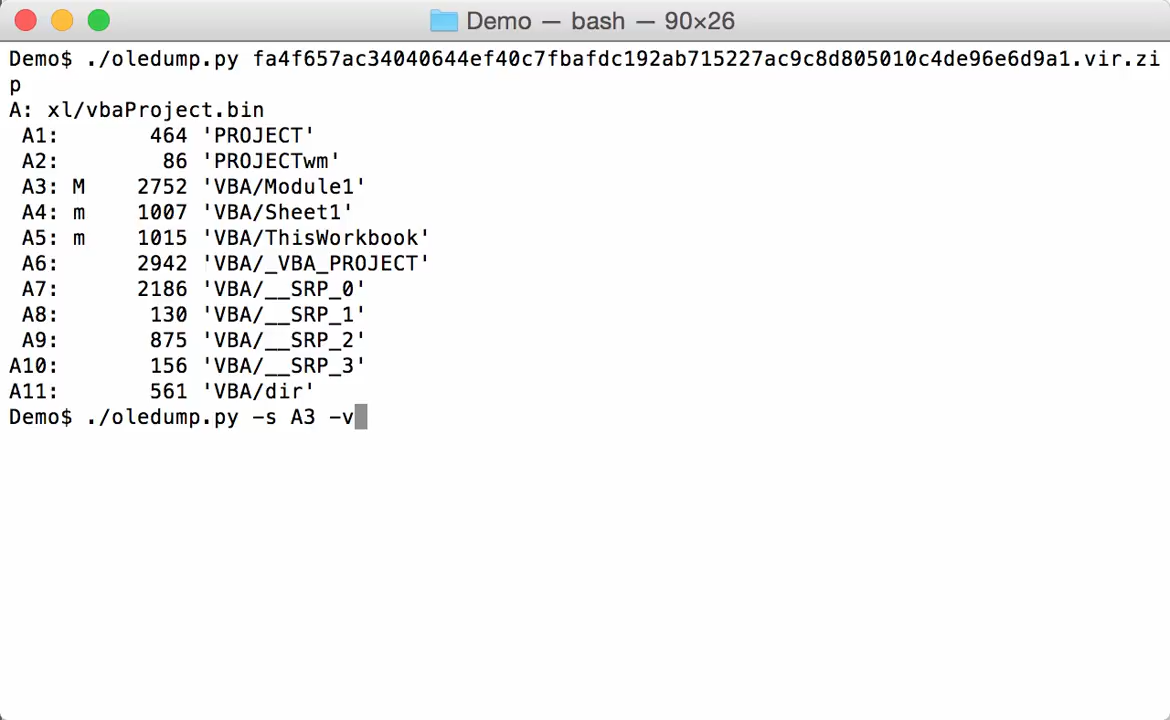 Demo — bash — 90×26
Demo$ ./oledump.py fa4f657ac34040644ef40c7fbafdc192ab715227ac9c8d805010c4de96e6d9a1.vir.zi
p
A: xl/vbaProject.bin
 A1:       464 'PROJECT'
 A2:        86 'PROJECTwm'
 A3: M    2752 'VBA/Module1'
 A4: m    1007 'VBA/Sheet1'
 A5: m    1015 'VBA/ThisWorkbook'
 A6:      2942 'VBA/_VBA_PROJECT'
 A7:      2186 'VBA/__SRP_0'
 A8:       130 'VBA/__SRP_1'
 A9:       875 'VBA/__SRP_2'
A10:       156 'VBA/__SRP_3'
A11:       561 'VBA/dir'
Demo$ ./oledump.py -s A3 -v